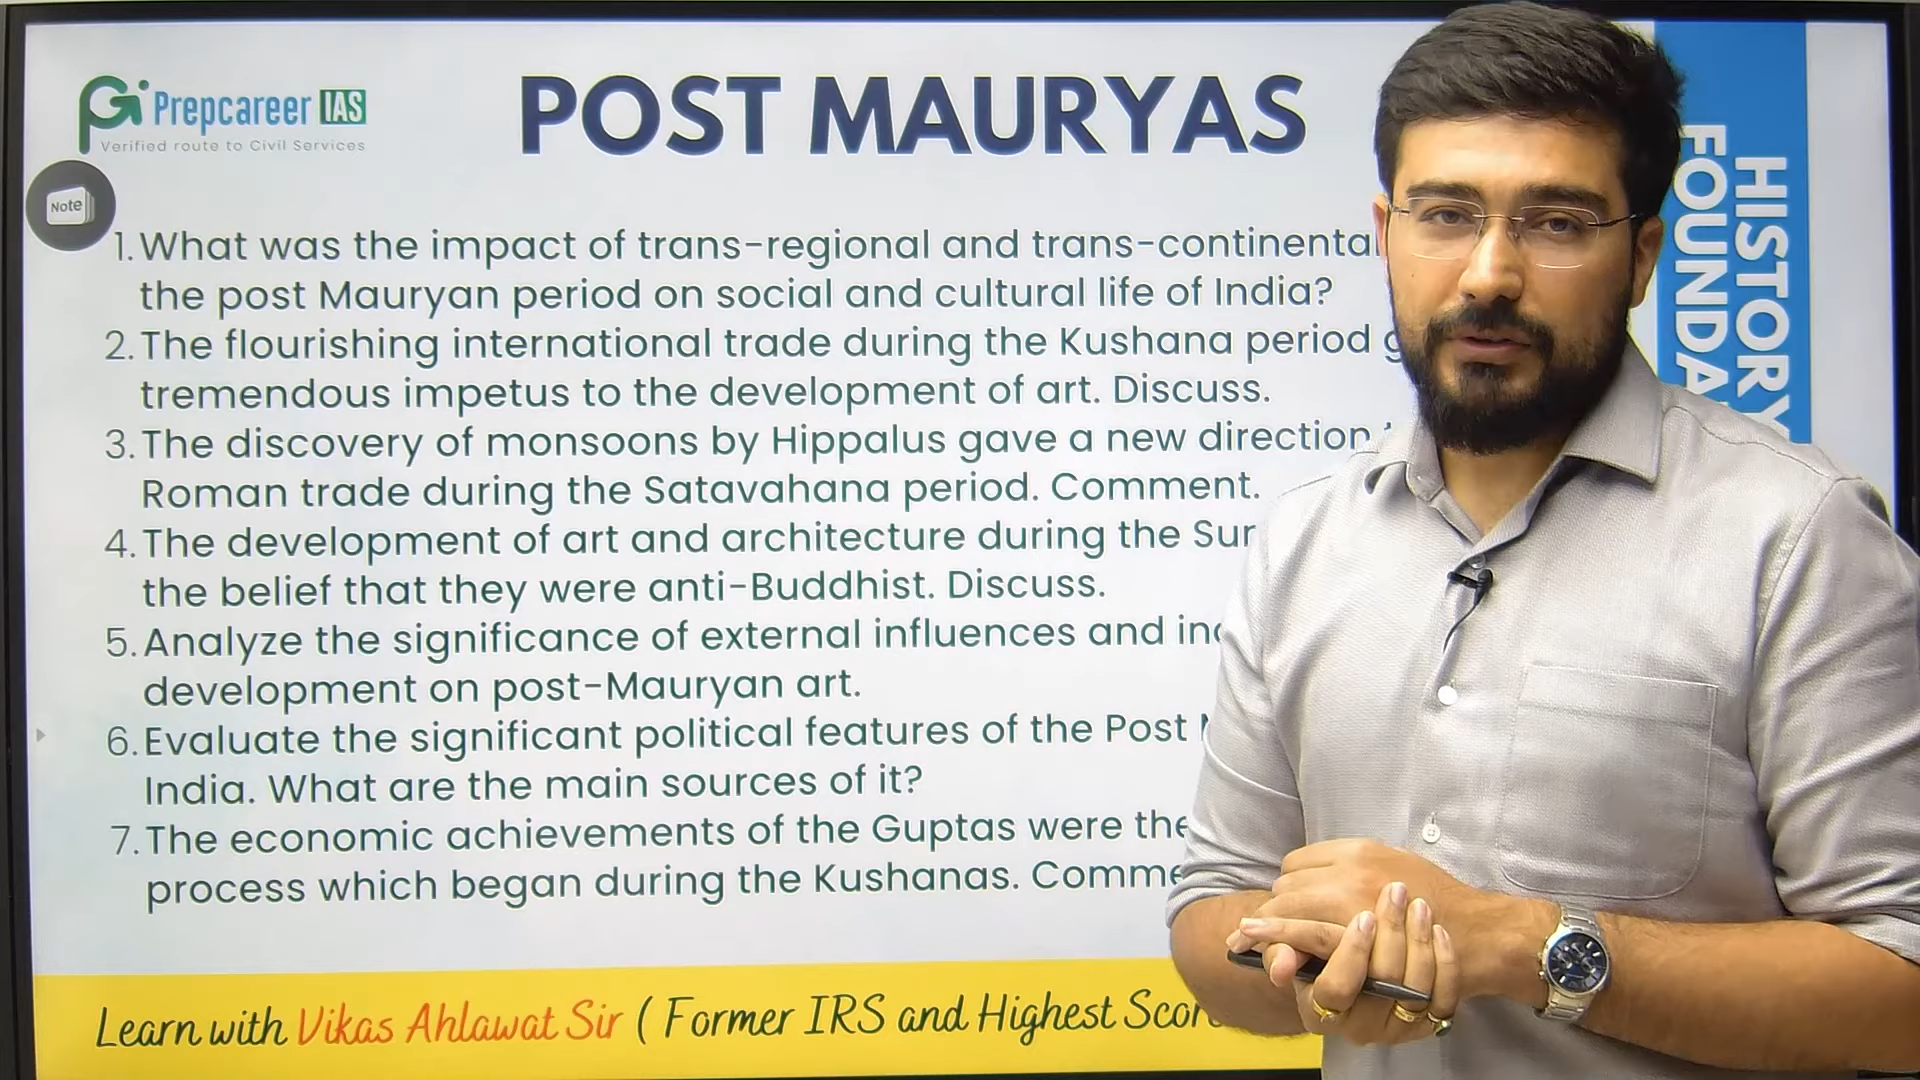 Prepcareer IAS
Verified route to Civil Services
POST MAURYAS
HISTORY
Note
1. What was the impact of trans-regional and trans-continental
the post Mauryan period on social and cultural life of India?
2. The flourishing international trade during the Kushana period
tremendous impetus to the development of art. Discuss.
3. The discovery of monsoons by Hippalus gave a new direction
Roman trade during the Satavahana period. Comment.
4. The development of art and architecture during the
the belief that they were anti-Buddhist. Discuss.
5. Analyze the significance of external influences and
development on post-Mauryan art.
6. Evaluate the significant political features of the Post
India. What are the main sources of it?
7. The economic achievements of the Guptas were the
process which began during the Kushanas.
Learn with Vikas Ahlawat Sir ( Former IRS and Highest